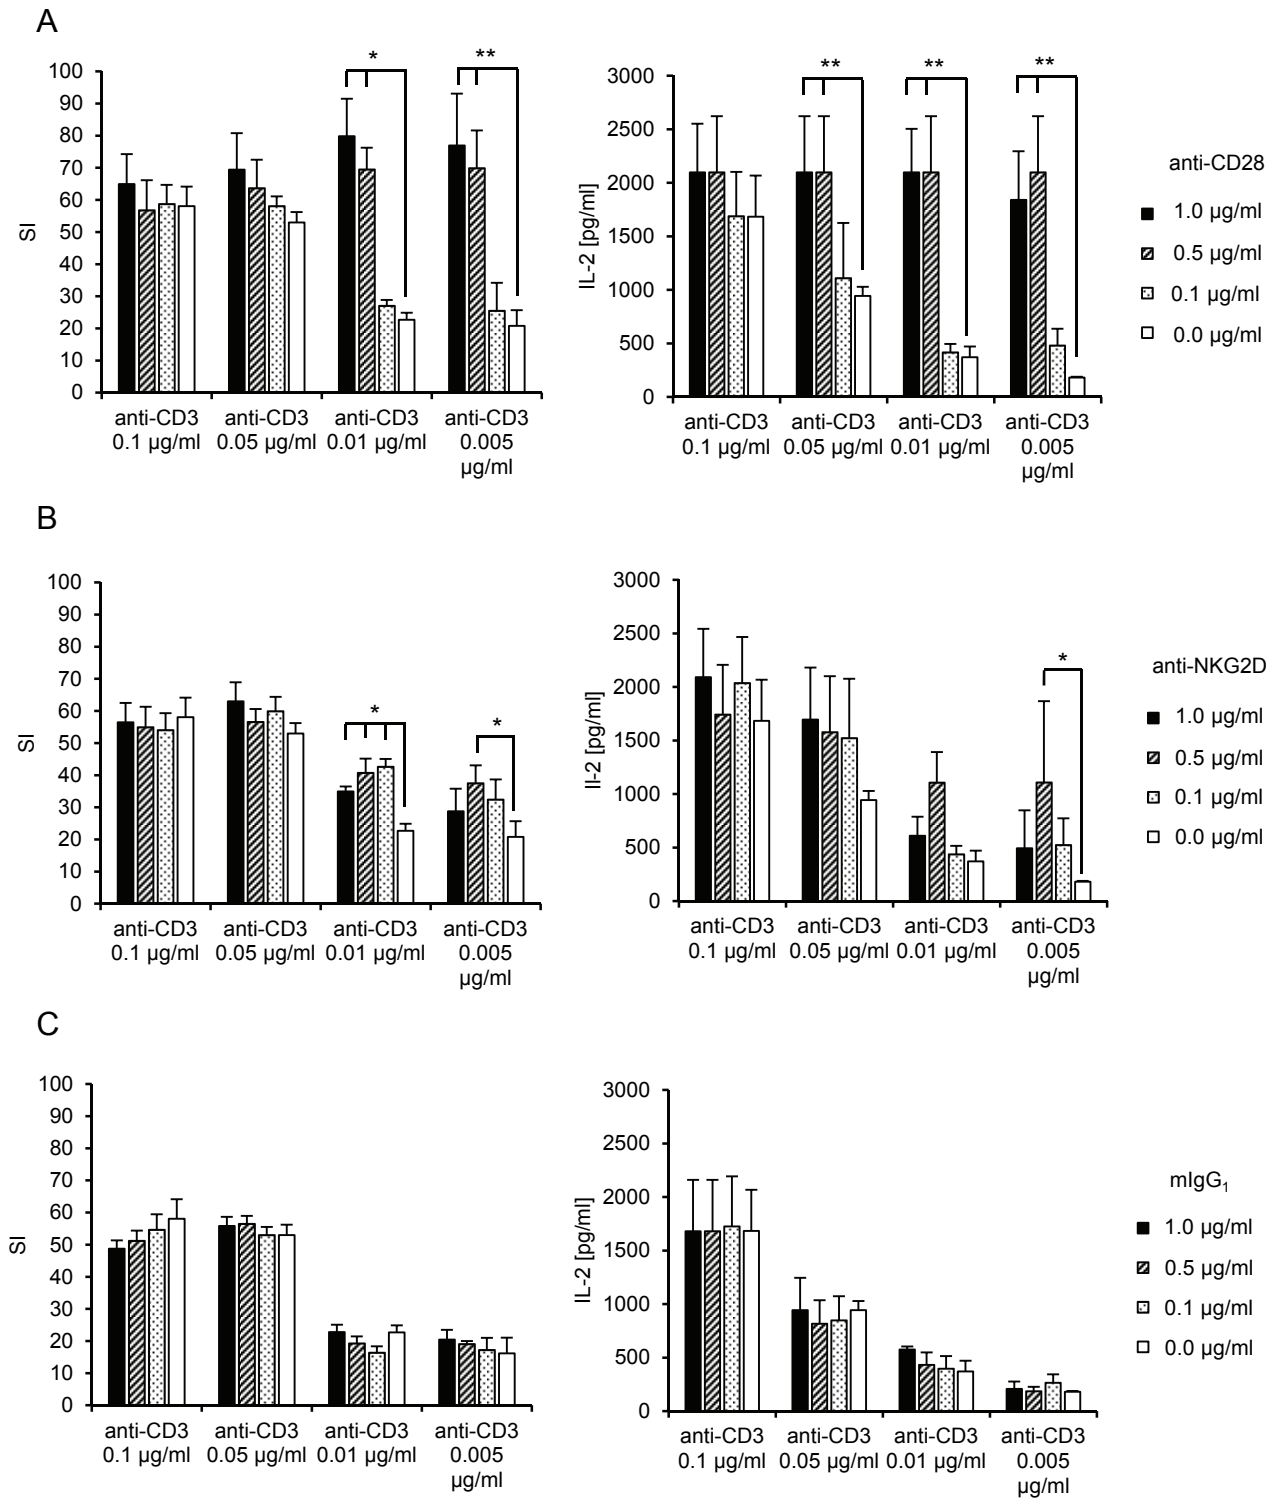 A
100
90
80
70
60
50
40
30
20
10
0
SI
*
**
anti-CD3 anti-CD3 anti-CD3 anti-CD3
0.1 µg/ml 0.05 µg/ml 0.01 µg/ml 0.005
µg/ml
3000
2500
2000
1500
1000
500
0
IL-2 [pg/ml]
**
**
**
anti-CD3 anti-CD3 anti-CD3 anti-CD3
0.1 µg/ml 0.05 µg/ml 0.01 µg/ml 0.005
µg/ml
anti-CD28
1.0 µg/ml
0.5 µg/ml
0.1 µg/ml
0.0 µg/ml
B
100
90
80
70
60
50
40
30
20
10
0
SI
*
*
anti-CD3 anti-CD3 anti-CD3 anti-CD3
0.1 µg/ml 0.05 µg/ml 0.01 µg/ml 0.005
µg/ml
3000
2500
2000
1500
1000
500
0
Il-2 [pg/ml]
*
anti-CD3 anti-CD3 anti-CD3 anti-CD3
0.1 µg/ml 0.05 µg/ml 0.01 µg/ml 0.005
µg/ml
anti-NKG2D
1.0 µg/ml
0.5 µg/ml
0.1 µg/ml
0.0 µg/ml
C
100
90
80
70
60
50
40
30
20
10
0
SI
anti-CD3 anti-CD3 anti-CD3 anti-CD3
0.1 µg/ml 0.05 µg/ml 0.01 µg/ml 0.005
µg/ml
3000
2500
2000
1500
1000
500
0
IL-2 [pg/ml]
anti-CD3 anti-CD3 anti-CD3 anti-CD3
0.1 µg/ml 0.05 µg/ml 0.01 µg/ml 0.005
µg/ml
mIgG₁
1.0 µg/ml
0.5 µg/ml
0.1 µg/ml
0.0 µg/ml